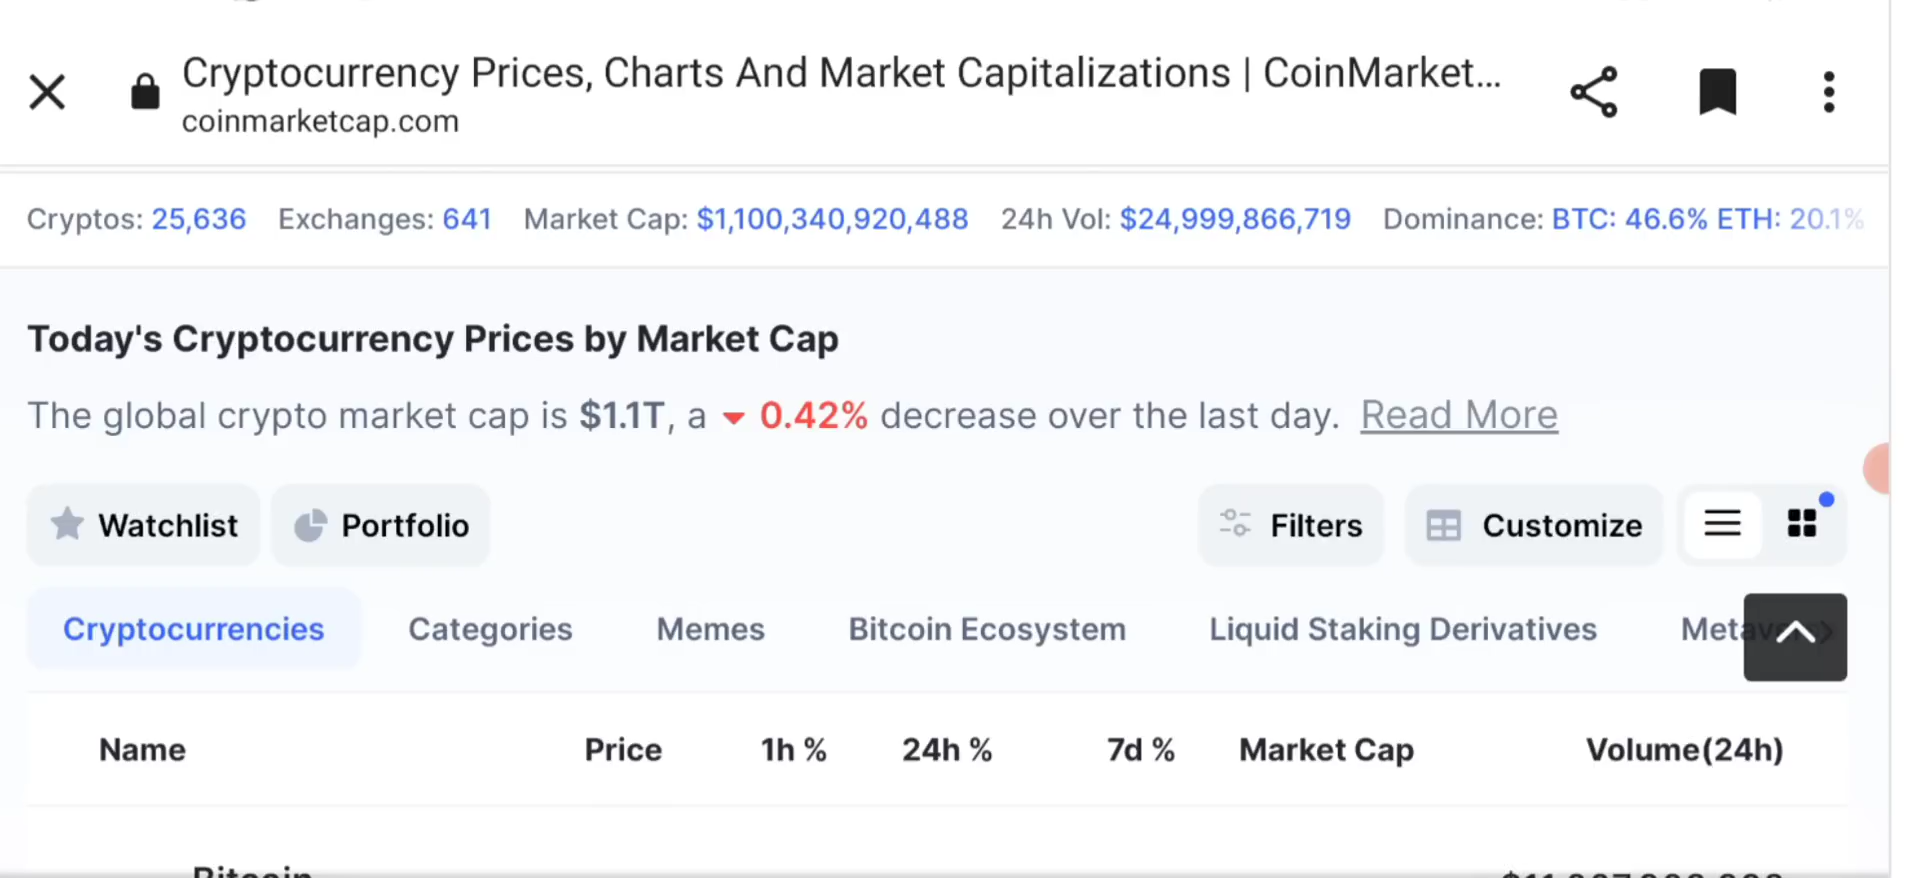 Cryptocurrency Prices, Charts And Market Capitalizations | CoinMarket...
coinmarketcap.com
Cryptos: 25,636 Exchanges: 641 Market Cap: $1,100,340,920,488 24h Vol: $24,999,866,719 Dominance: BTC: 46.6% ETH: 20.1%
Today's Cryptocurrency Prices by Market Cap
The global crypto market cap is $1.1T, a 0.42% decrease over the last day. Read More
Watchlist Portfolio Filters Customize
Cryptocurrencies Categories Memes Bitcoin Ecosystem Liquid Staking Derivatives
Name Price 1h % 24h % 7d % Market Cap Volume(24h)
Bitcoin